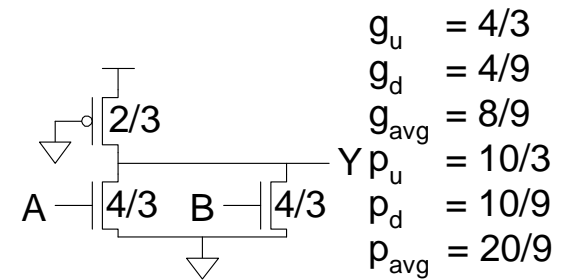 g_u = 4/3
g_d = 4/9
2/3
g_avg = 8/9
Y p_u = 10/3
A 4/3 B 4/3 p_d = 10/9
p_avg = 20/9